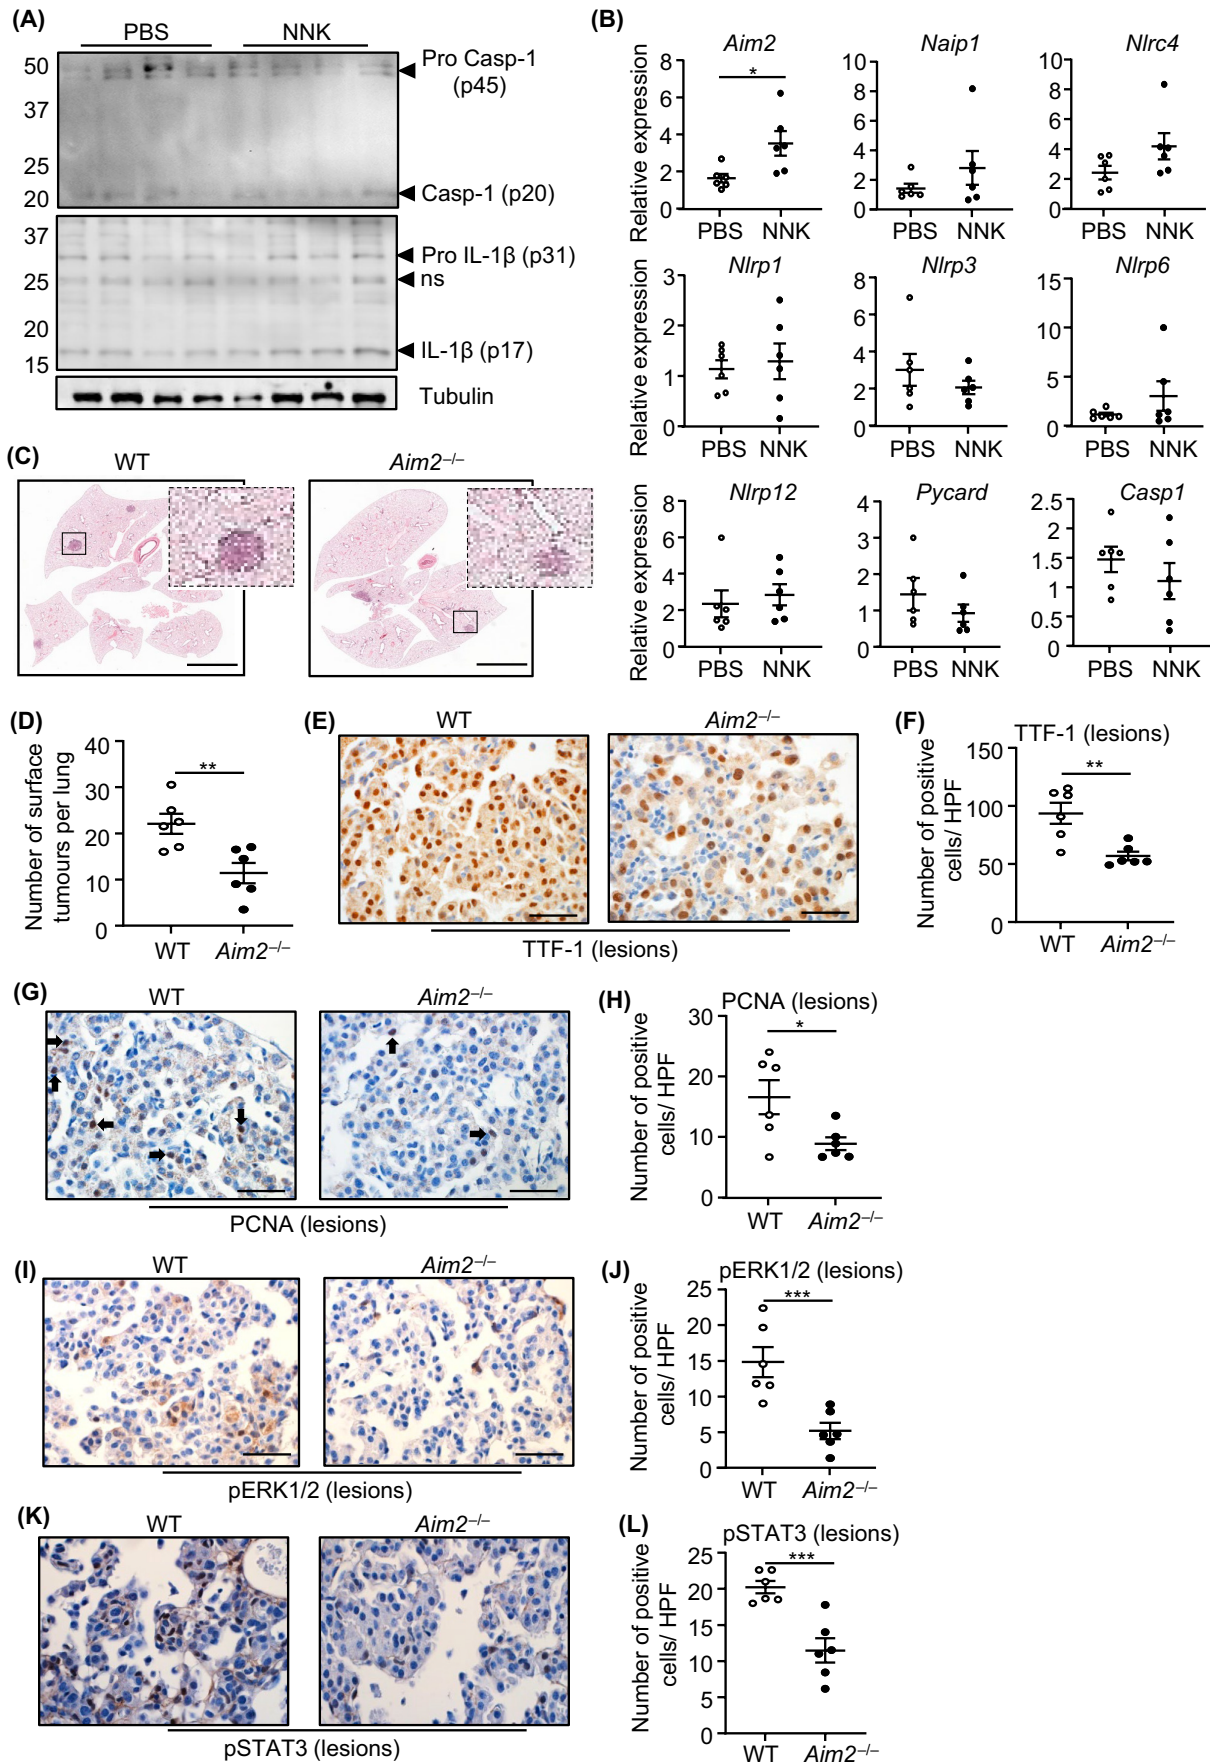 (A)
PBS NNK
50
37
25
20
Pro Casp-1
(p45)
Casp-1 (p20)
37
25
20
15
Pro IL-1β (p31)
ns
IL-1β (p17)
Tubulin
(B)
Aim2 Naip1 Nlrc4
Relative expression
8
6
4
2
0
*
PBS NNK
10
8
6
4
2
0
PBS NNK
10
8
6
4
2
0
PBS NNK
Nlrp1 Nlrp3 Nlrp6
Relative expression
3
2
1
0
PBS NNK
8
6
4
2
0
PBS NNK
15
10
5
0
PBS NNK
Nlrp12 Pycard Casp1
Relative expression
8
6
4
2
0
PBS NNK
4
3
2
1
0
PBS NNK
2.5
2
1.5
1
0.5
0
PBS NNK
(C)
WT Aim2–/–
(D)
Number of surface
tumours per lung
40
30
20
10
0
**
WT Aim2–/–
(E)
WT Aim2–/–
TTF-1 (lesions)
(F)
TTF-1 (lesions)
Number of positive
cells/ HPF
150
100
50
0
**
WT Aim2–/–
(G)
WT Aim2–/–
PCNA (lesions)
(H)
PCNA (lesions)
Number of positive
cells/ HPF
30
20
10
0
*
WT Aim2–/–
(I)
WT Aim2–/–
pERK1/2 (lesions)
(J)
pERK1/2 (lesions)
Number of positive
cells/ HPF
25
20
15
10
5
0
***
WT Aim2–/–
(K)
WT Aim2–/–
pSTAT3 (lesions)
(L)
pSTAT3 (lesions)
Number of positive
cells/ HPF
25
20
15
10
5
0
***
WT Aim2–/–